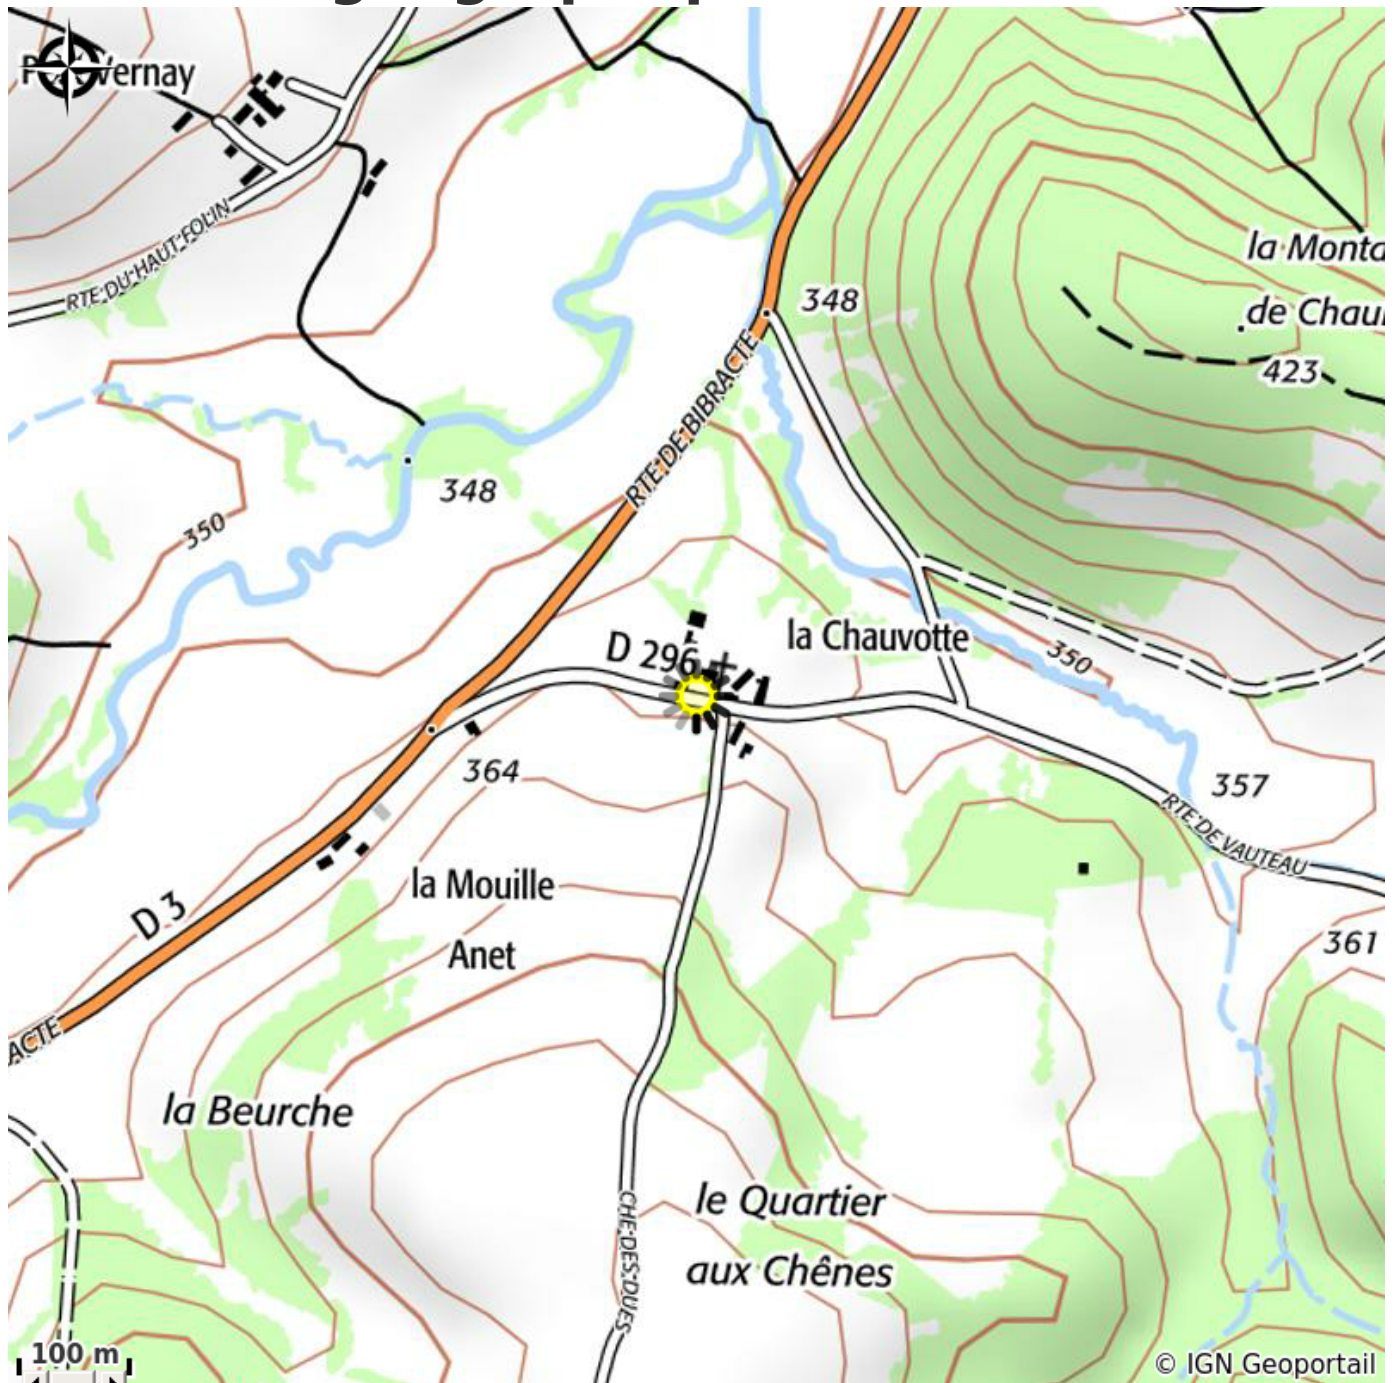 Vernay
RTE DU HAUT FOLIN
la Monta
348
de Chau
423
RTE DE BIBRACTE
348
350
D 296
la Chauvotte
350
364
357
RTE DE VAUTEAU
la Mouille
Anet
D 3
361
ACTE
la Beurche
le Quartier
aux Chênes
CHE DES DUES
100 m
© IGN Geoportail